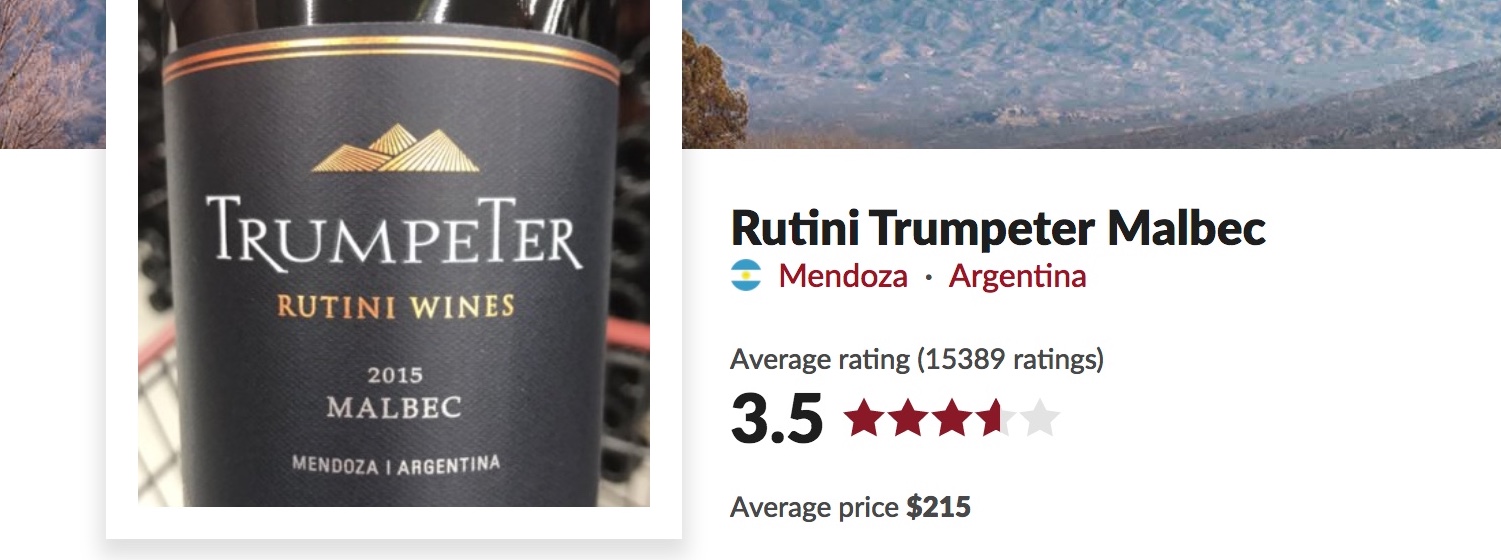 TRUMPETER
RUTINI WINES
2015
MALBEC
MENDOZA | ARGENTINA
Rutini Trumpeter Malbec
Mendoza · Argentina
Average rating (15389 ratings)
3.5
Average price $215